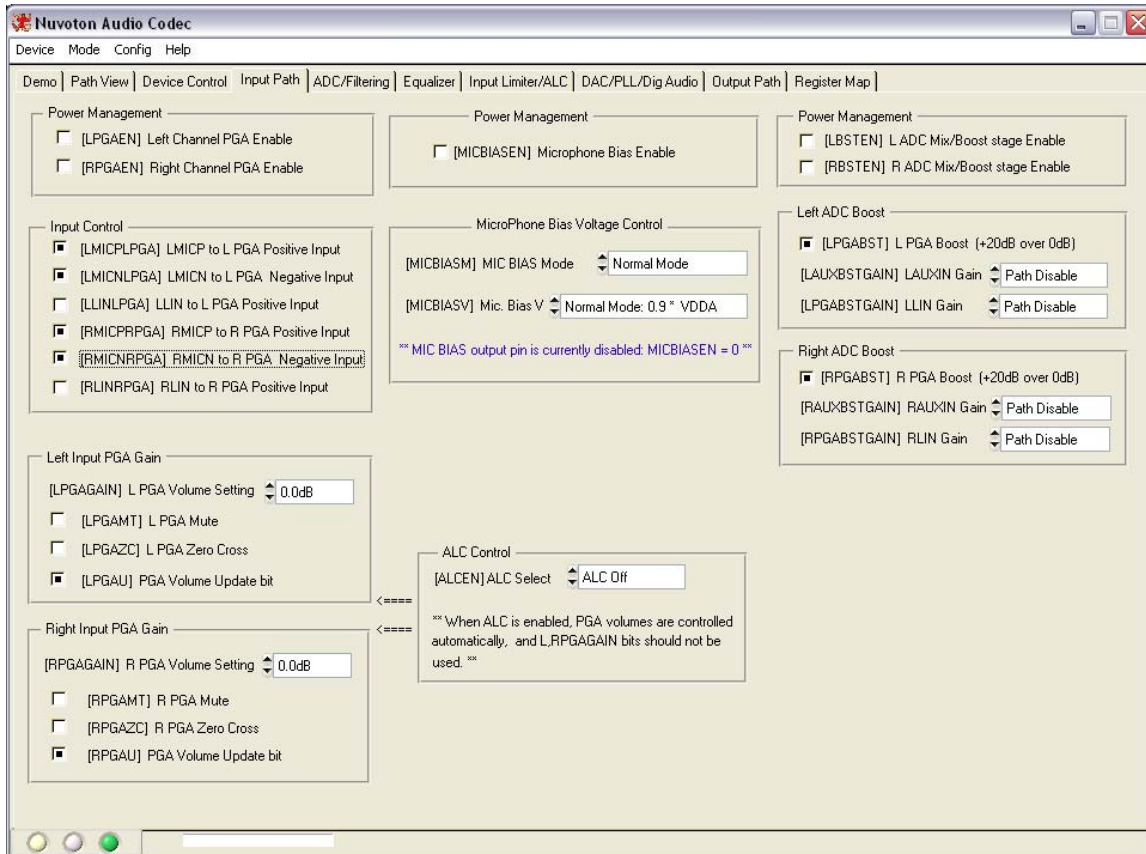 Nuvoton Audio Codec
Device Mode Config Help
Demo Path View Device Control Input Path ADC/Filtering Equalizer Input Limiter/ALC DAC/PLL/Dig Audio Output Path Register Map
Power Management
[LPGAEN] Left Channel PGA Enable
[RPGAEN] Right Channel PGA Enable
Input Control
[LMICPLPGA] LMICP to L PGA Positive Input
[LMICNLPGA] LMICN to L PGA Negative Input
[LLINLPGA] LLIN to L PGA Positive Input
[RMICPRPGA] RMICP to R PGA Positive Input
[RMICNRPGA] RMICN to R PGA Negative Input
[RLINRPGA] RLIN to R PGA Positive Input
Left Input PGA Gain
[LPGAGAIN] L PGA Volume Setting 0.0dB
[LPGAMT] L PGA Mute
[LPGAZC] L PGA Zero Cross
[LPGAU] PGA Volume Update bit
Right Input PGA Gain
[RPGAGAIN] R PGA Volume Setting 0.0dB
[RPGAMT] R PGA Mute
[RPGAZC] R PGA Zero Cross
[RPGAU] PGA Volume Update bit
Power Management
[MICBIASEN] Microphone Bias Enable
MicroPhone Bias Voltage Control
[MICBIASM] MIC BIAS Mode Normal Mode
[MICBIASV] Mic. Bias V Normal Mode: 0.9 * VDDA
** MIC BIAS output pin is currently disabled: MICBIASEN = 0 **
<====
<====
ALC Control
[ALCEN] ALC Select ALC Off
** When ALC is enabled, PGA volumes are controlled
automatically, and L,RPGAGAIN bits should not be
used. **
Power Management
[LBSTEN] L ADC Mix/Boost stage Enable
[RBSTEN] R ADC Mix/Boost stage Enable
Left ADC Boost
[LPGABST] L PGA Boost (+20dB over 0dB)
[LAUXBSTGAIN] LAUXIN Gain Path Disable
[LPGABSTGAIN] LLIN Gain Path Disable
Right ADC Boost
[RPGABST] R PGA Boost (+20dB over 0dB)
[RAUXBSTGAIN] RAUXIN Gain Path Disable
[RPGABSTGAIN] RLIN Gain Path Disable